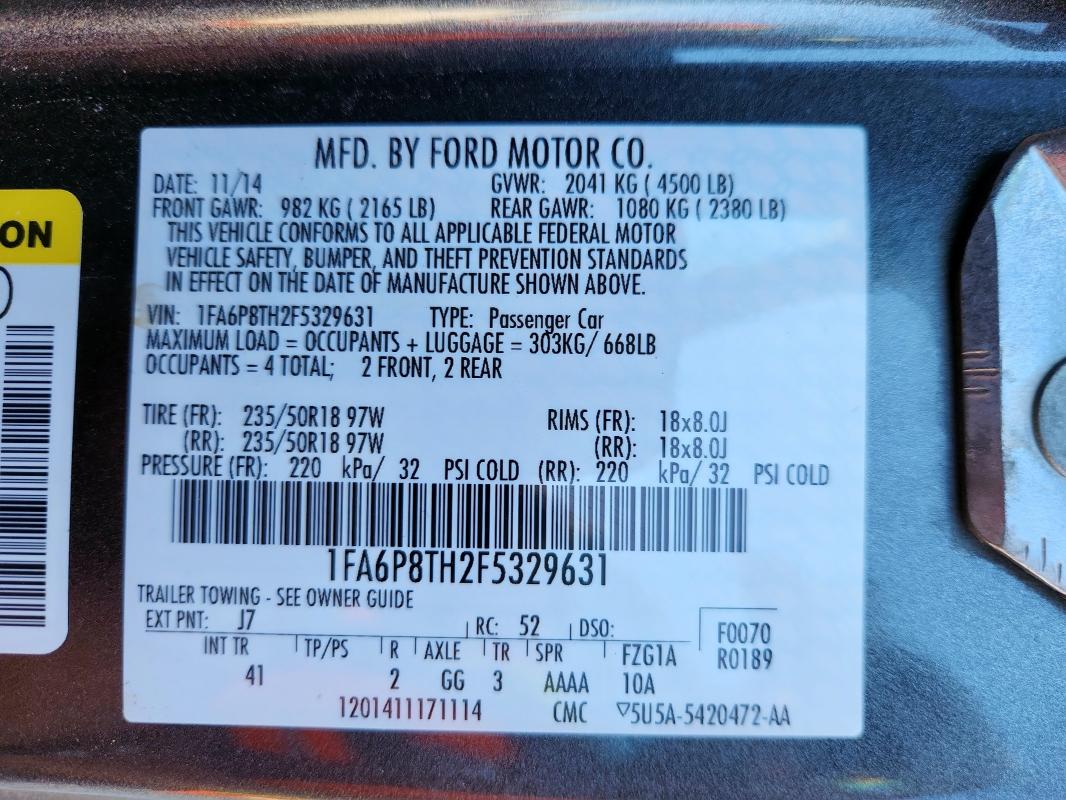 ON
MFD. BY FORD MOTOR CO.
DATE: 11/14 GVWR: 2041 KG ( 4500 LB)
FRONT GAWR: 982 KG ( 2165 LB) REAR GAWR: 1080 KG ( 2380 LB)
THIS VEHICLE CONFORMS TO ALL APPLICABLE FEDERAL MOTOR
VEHICLE SAFETY, BUMPER, AND THEFT PREVENTION STANDARDS
IN EFFECT ON THE DATE OF MANUFACTURE SHOWN ABOVE.
VIN: 1FA6P8TH2F5329631 TYPE: Passenger Car
MAXIMUM LOAD = OCCUPANTS + LUGGAGE = 303KG/ 668LB
OCCUPANTS = 4 TOTAL; 2 FRONT, 2 REAR
TIRE (FR): 235/50R18 97W RIMS (FR): 18x8.0J
(RR): 235/50R18 97W (RR): 18x8.0J
PRESSURE (FR): 220 kPa/ 32 PSI COLD (RR): 220 kPa/ 32 PSI COLD
1FA6P8TH2F5329631
TRAILER TOWING - SEE OWNER GUIDE
EXT PNT: J7 RC: 52 DSO: F0070
INT TR TP/PS R AXLE TR SPR FZG1A R0189
41 2 GG 3 AAAA 10A
1201411171114 CMC ▽5U5A-5420472-AA